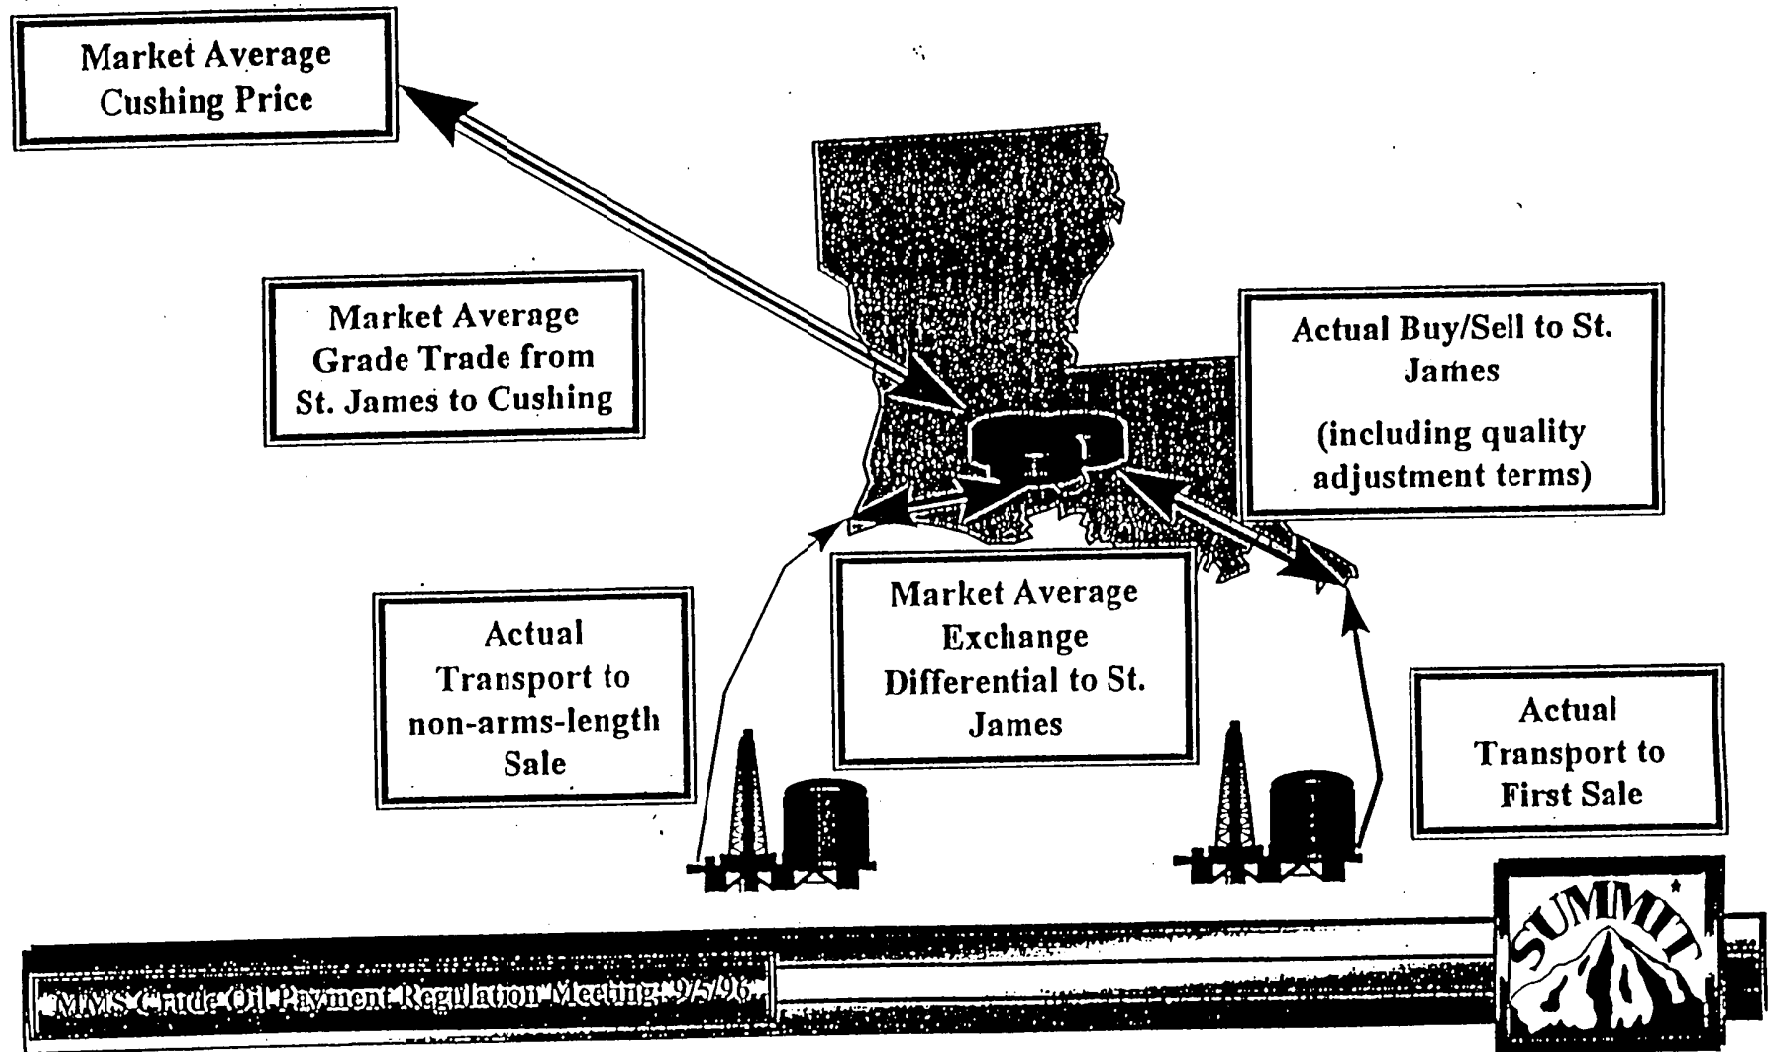 Market Average
Cushing Price
Market Average
Grade Trade from
St. James to Cushing
Actual Buy/Sell to St.
James
(including quality
adjustment terms)
Actual
Transport to
non-arms-length
Sale
Market Average
Exchange
Differential to St.
James
Actual
Transport to
First Sale
MMS Crude Oil Payment Regulation Meeting: 9/5/96
SUMMIT